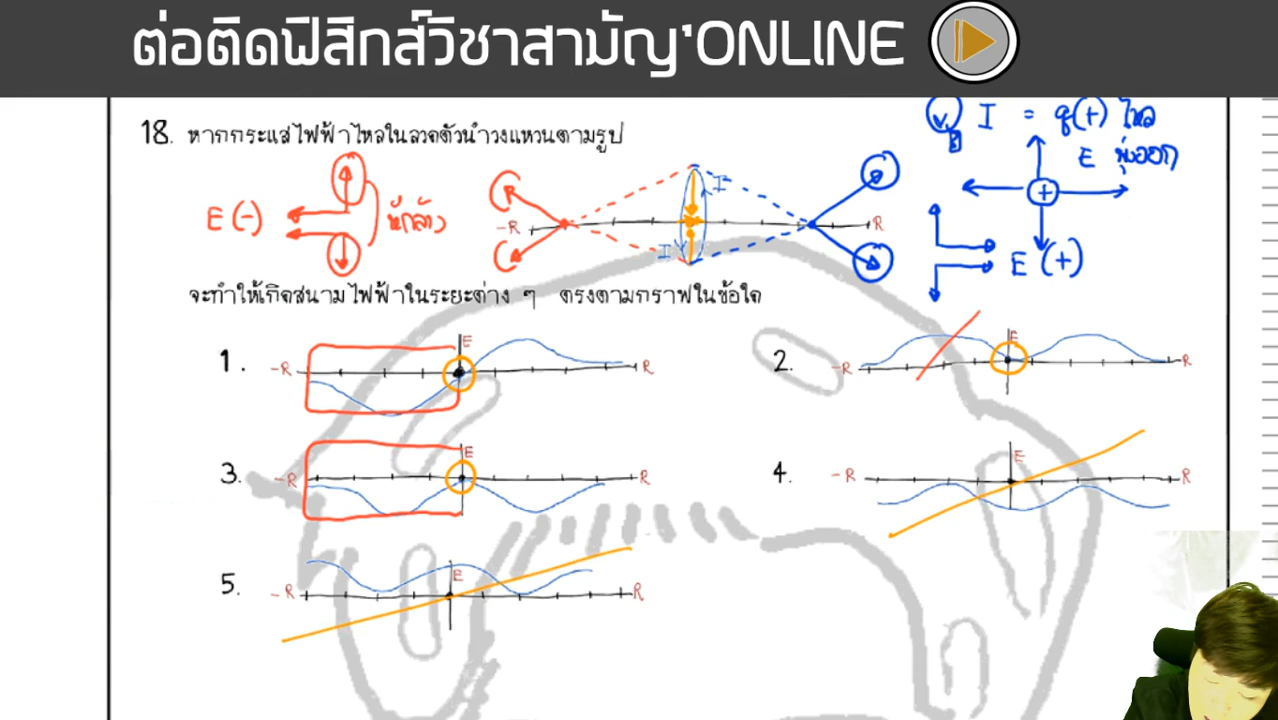 ต่อติดฟิสิกส์วิชาสามัญ'ONLINE
18. หากกระแสไฟฟ้าไหลในลวดตัวนำวงแหวนตามรูป
I = q(+) ไหล
E พุ่งออก
+
E (-)
หักล้าง
-R
I
I
R
E (+)
จะทำให้เกิดสนามไฟฟ้าในระยะต่าง ๆ ตรงตามกราฟในข้อใด
1. -R E R
2. -R E R
3. -R E R
4. -R E R
5. -R E R